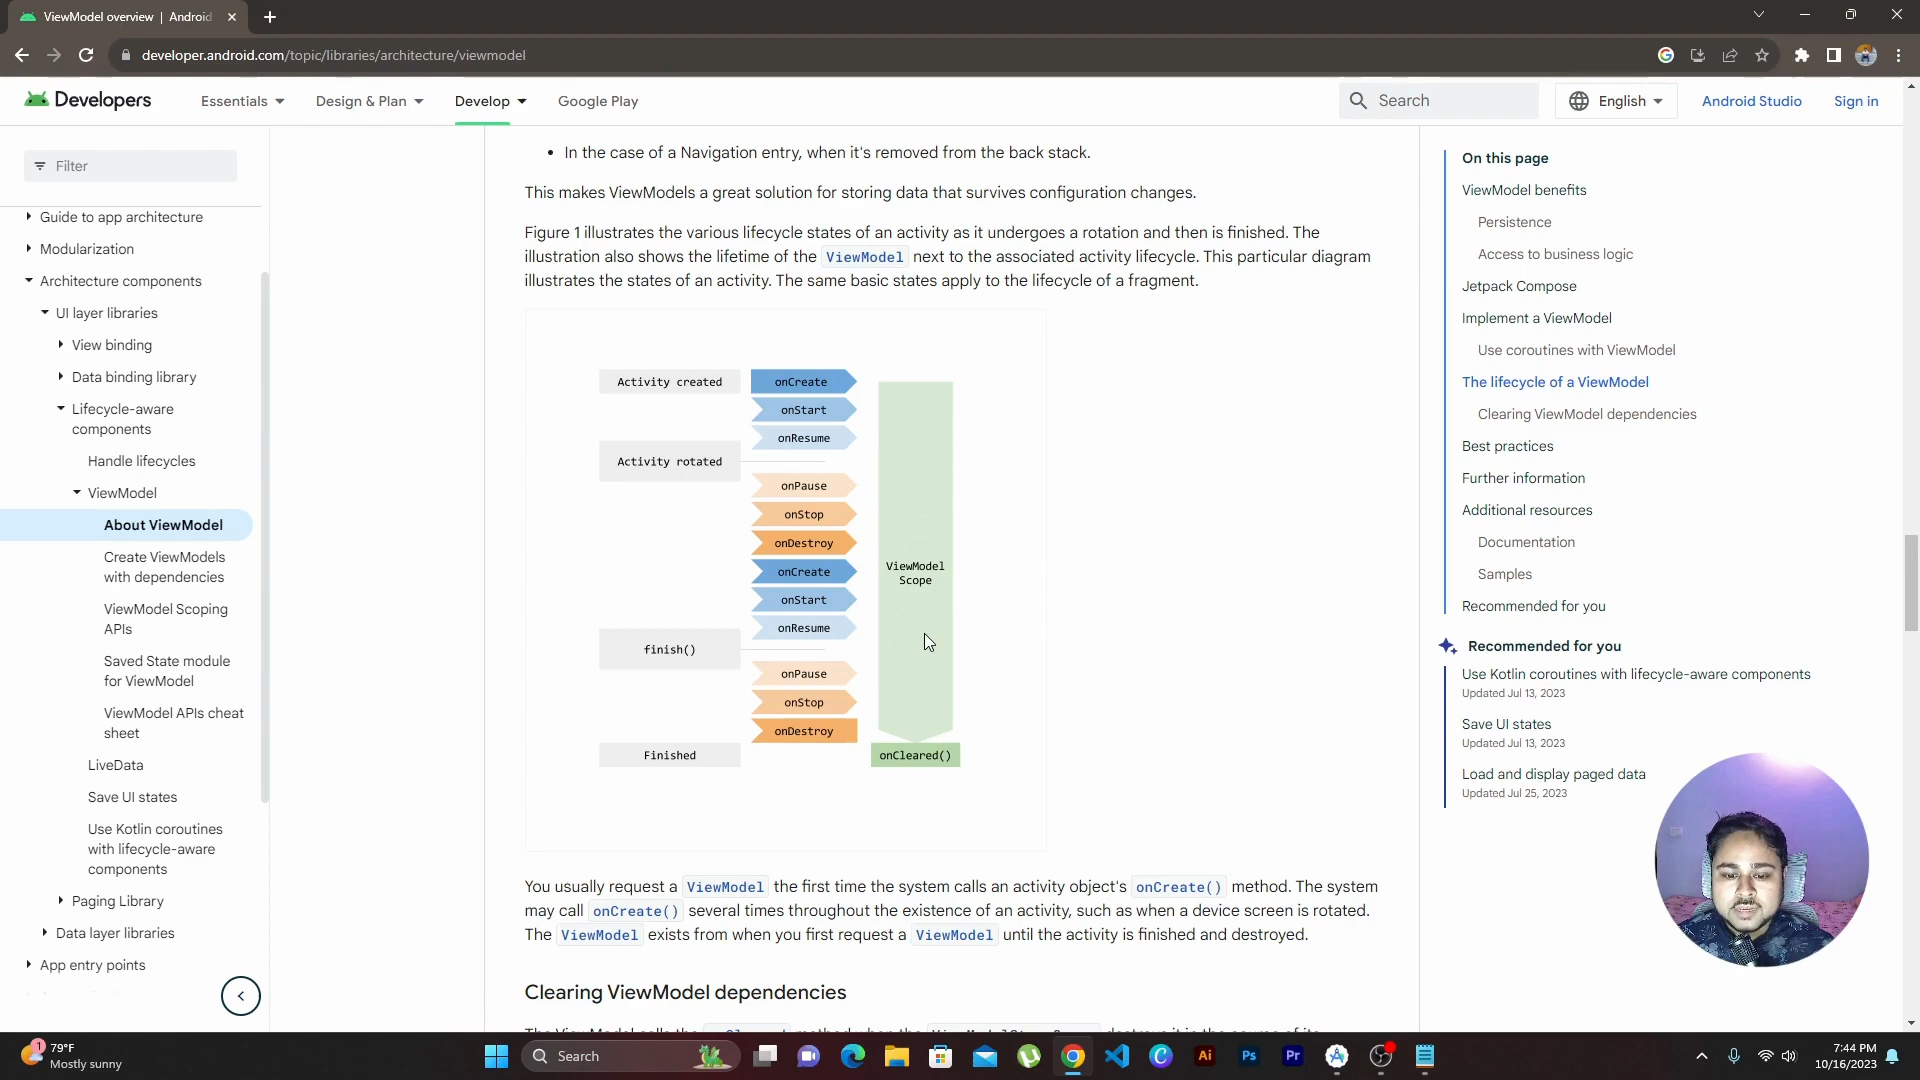 ViewModel overview | Android
developer.android.com/topic/libraries/architecture/viewmodel
Developers
Essentials
Design & Plan
Develop
Google Play
Search
English
Android Studio
Sign in
Filter
Guide to app architecture
Modularization
Architecture components
UI layer libraries
View binding
Data binding library
Lifecycle-aware
components
Handle lifecycles
ViewModel
About ViewModel
Create ViewModels
with dependencies
ViewModel Scoping
APIs
Saved State module
for ViewModel
ViewModel APIs cheat
sheet
LiveData
Save UI states
Use Kotlin coroutines
with lifecycle-aware
components
Paging Library
Data layer libraries
App entry points
• In the case of a Navigation entry, when it's removed from the back stack.
This makes ViewModels a great solution for storing data that survives configuration changes.
Figure 1 illustrates the various lifecycle states of an activity as it undergoes a rotation and then is finished. The
illustration also shows the lifetime of the ViewModel next to the associated activity lifecycle. This particular diagram
illustrates the states of an activity. The same basic states apply to the lifecycle of a fragment.
Activity created
onCreate
onStart
onResume
Activity rotated
onPause
onStop
onDestroy
onCreate
onStart
onResume
finish()
onPause
onStop
onDestroy
Finished
ViewModel
Scope
onCleared()
You usually request a ViewModel the first time the system calls an activity object's onCreate() method. The system
may call onCreate() several times throughout the existence of an activity, such as when a device screen is rotated.
The ViewModel exists from when you first request a ViewModel until the activity is finished and destroyed.
Clearing ViewModel dependencies
On this page
ViewModel benefits
Persistence
Access to business logic
Jetpack Compose
Implement a ViewModel
Use coroutines with ViewModel
The lifecycle of a ViewModel
Clearing ViewModel dependencies
Best practices
Further information
Additional resources
Documentation
Samples
Recommended for you
Recommended for you
Use Kotlin coroutines with lifecycle-aware components
Updated Jul 13, 2023
Save UI states
Updated Jul 13, 2023
Load and display paged data
Updated Jul 25, 2023
1
79°F
Mostly sunny
Search
Ai
Ps
Pr
7:44 PM
10/16/2023